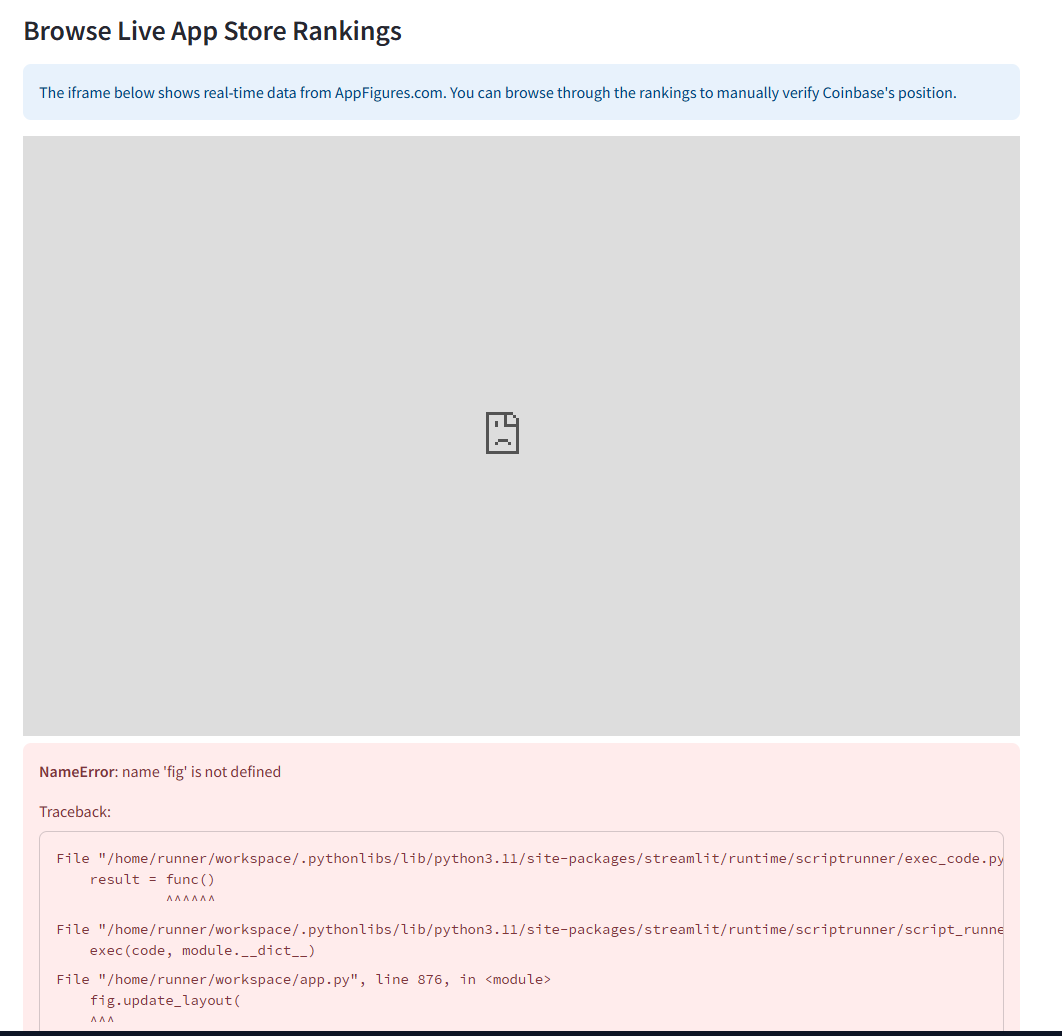 Browse Live App Store Rankings
The iframe below shows real-time data from AppFigures.com. You can browse through the rankings to manually verify Coinbase's position.
NameError: name 'fig' is not defined
Traceback:
File "/home/runner/workspace/.pythonlibs/lib/python3.11/site-packages/streamlit/runtime/scriptrunner/exec_code.py
result = func()
^^^^^^
File "/home/runner/workspace/.pythonlibs/lib/python3.11/site-packages/streamlit/runtime/scriptrunner/script_runne
exec(code, module.__dict__)
File "/home/runner/workspace/app.py", line 876, in <module>
fig.update_layout(
^^^